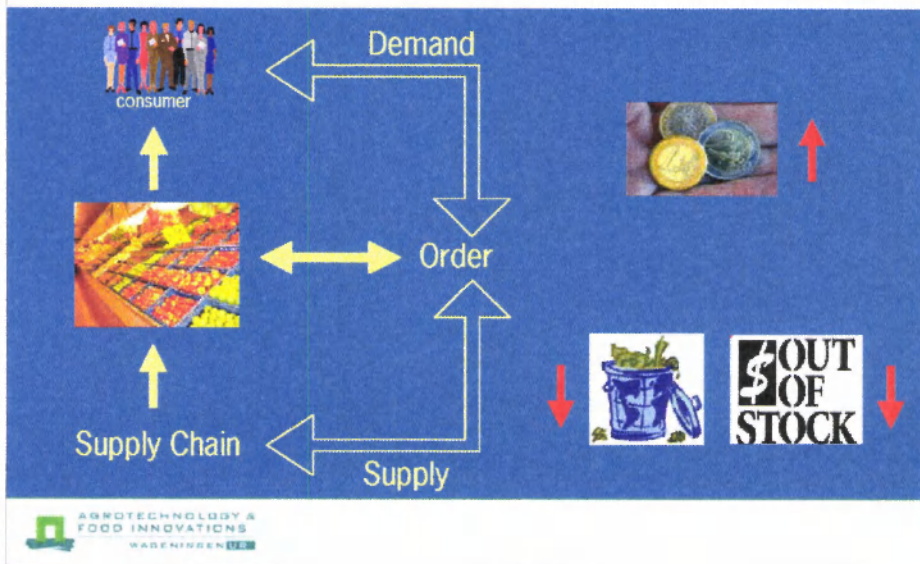 Demand
consumer
Order
$OUT
OF
STOCK
Supply Chain
Supply
AGROTECHNOLOGY &
FOOD INNOVATIONS
WAGENINGEN UR